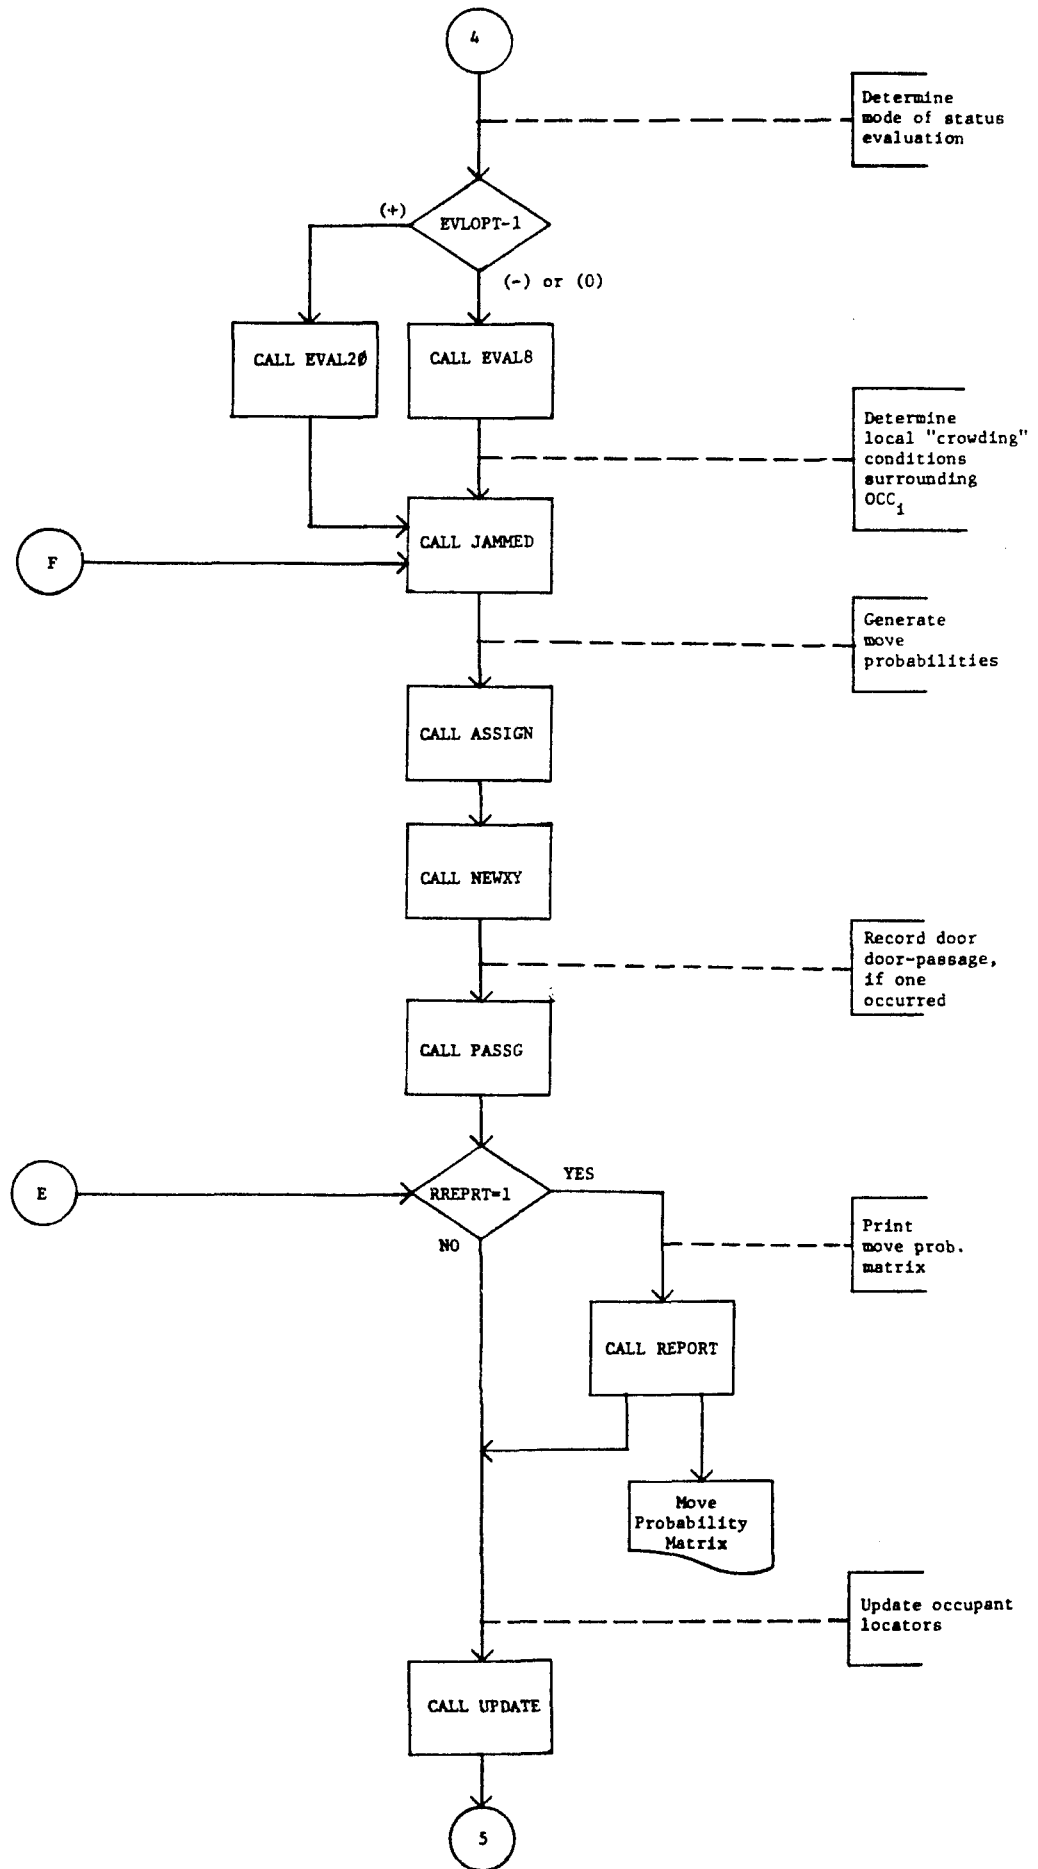 4
Determine
mode of status
evaluation
(+)
EVLOPT-1
(-) or (0)
CALL EVAL2Ø
CALL EVAL8
Determine
local "crowding"
conditions
surrounding
OCC
i
CALL JAMMED
F
Generate
move
probabilities
CALL ASSIGN
CALL NEWXY
Record door
door-passage,
if one
occurred
CALL PASSG
E
RREPRT=1
YES
NO
Print
move prob.
matrix
CALL REPORT
Move
Probability
Matrix
Update occupant
locators
CALL UPDATE
5